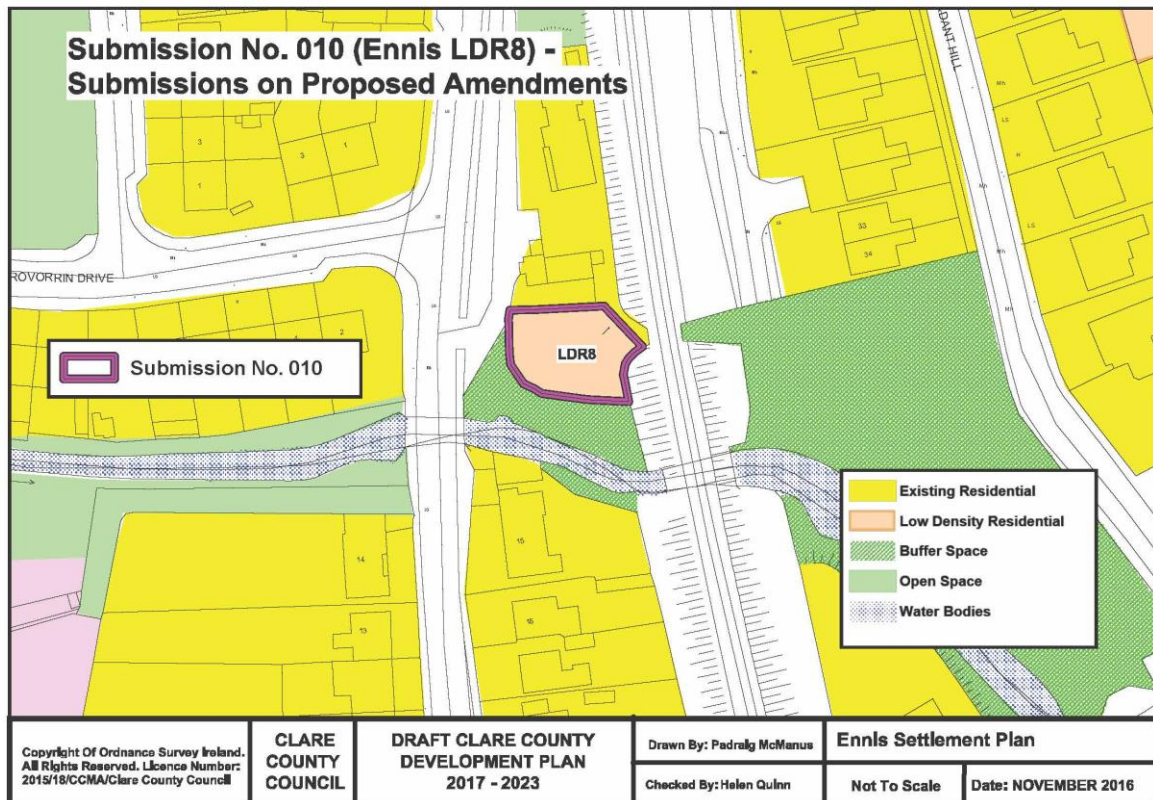 Submission No. 010 (Ennis LDR8) -
Submissions on Proposed Amendments
ROVORRIN DRIVE
DANT HILL
3
1
3
1
2
33
34
LDR8
Submission No. 010
14
13
15
16
Existing Residential
Low Density Residential
Buffer Space
Open Space
Water Bodies
Copyright Of Ordnance Survey Ireland.
All Rights Reserved. Licence Number:
2015/18/CCMA/Clare County Council
CLARE
COUNTY
COUNCIL
DRAFT CLARE COUNTY
DEVELOPMENT PLAN
2017 - 2023
Drawn By: Padraig McManus
Checked By: Helen Quinn
Ennis Settlement Plan
Not To Scale
Date: NOVEMBER 2016